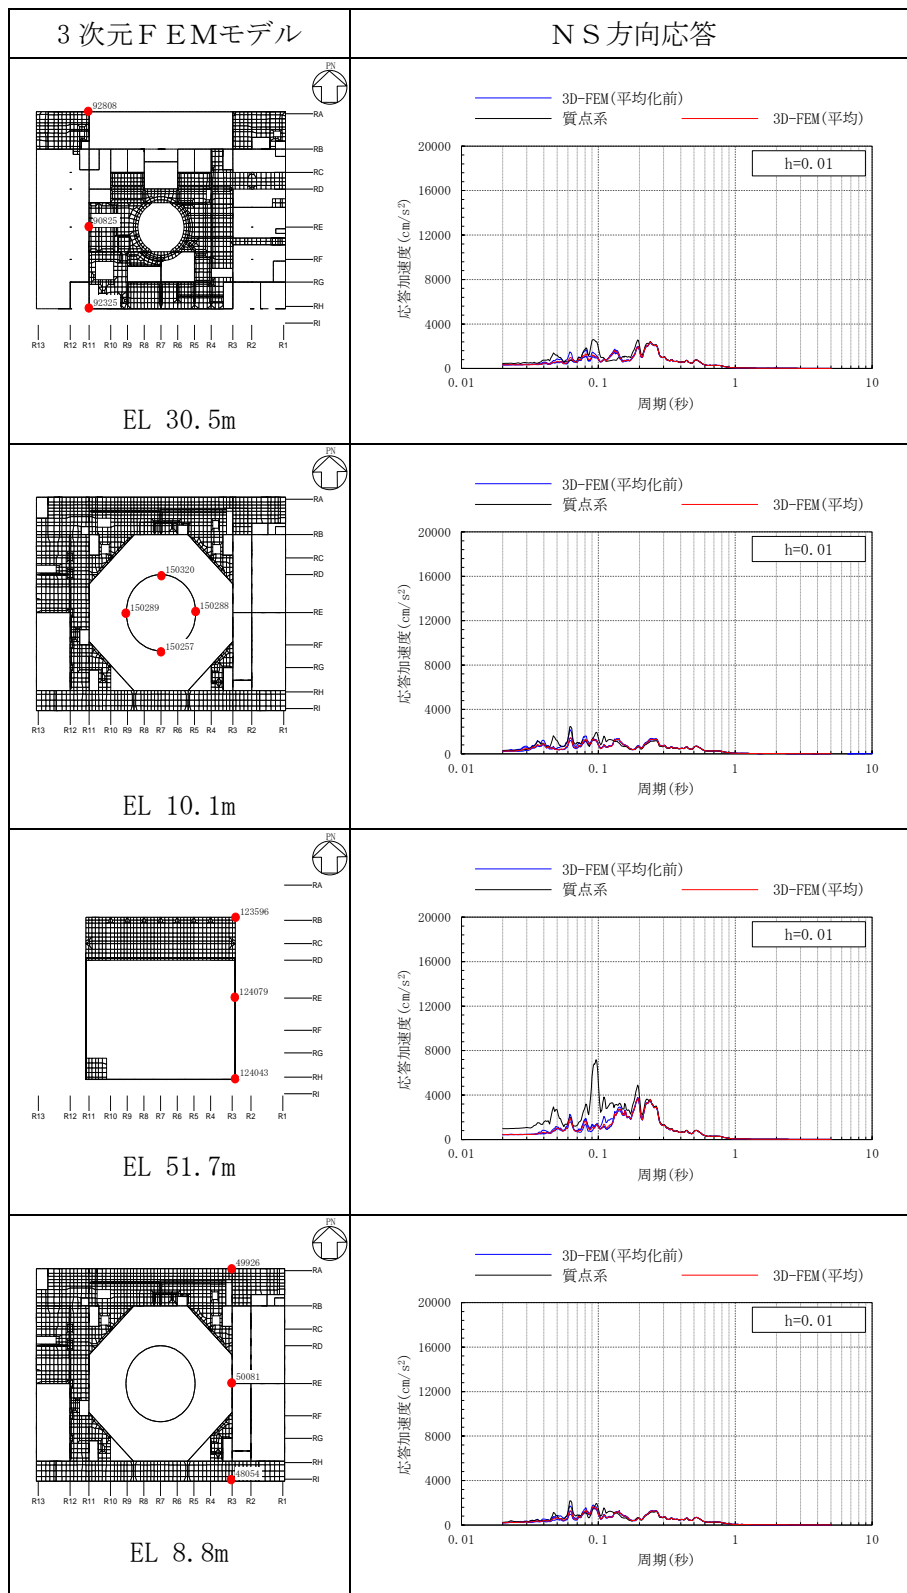 3次元FEMモデル
NS方向応答
PN
92808
90825
92325
RA
RB
RC
RD
RE
RF
RG
RH
RI
R13 R12 R11 R10 R9 R8 R7 R6 R5 R4 R3 R2 R1
EL 30.5m
3D-FEM(平均化前)
質点系 3D-FEM(平均)
h=0.01
20000
16000
12000
8000
4000
0
応答加速度(cm/s²)
0.01 0.1 1 10
周期(秒)
PN
150320
150289 150288
150257
RA
RB
RC
RD
RE
RF
RG
RH
RI
R13 R12 R11 R10 R9 R8 R7 R6 R5 R4 R3 R2 R1
EL 10.1m
3D-FEM(平均化前)
質点系 3D-FEM(平均)
h=0.01
20000
16000
12000
8000
4000
0
応答加速度(cm/s²)
0.01 0.1 1 10
周期(秒)
PN
123596
124079
124043
RA
RB
RC
RD
RE
RF
RG
RH
RI
R13 R12 R11 R10 R9 R8 R7 R6 R5 R4 R3 R2 R1
EL 51.7m
3D-FEM(平均化前)
質点系 3D-FEM(平均)
h=0.01
20000
16000
12000
8000
4000
0
応答加速度(cm/s²)
0.01 0.1 1 10
周期(秒)
PN
49926
50081
48054
RA
RB
RC
RD
RE
RF
RG
RH
RI
R13 R12 R11 R10 R9 R8 R7 R6 R5 R4 R3 R2 R1
EL 8.8m
3D-FEM(平均化前)
質点系 3D-FEM(平均)
h=0.01
20000
16000
12000
8000
4000
0
応答加速度(cm/s²)
0.01 0.1 1 10
周期(秒)